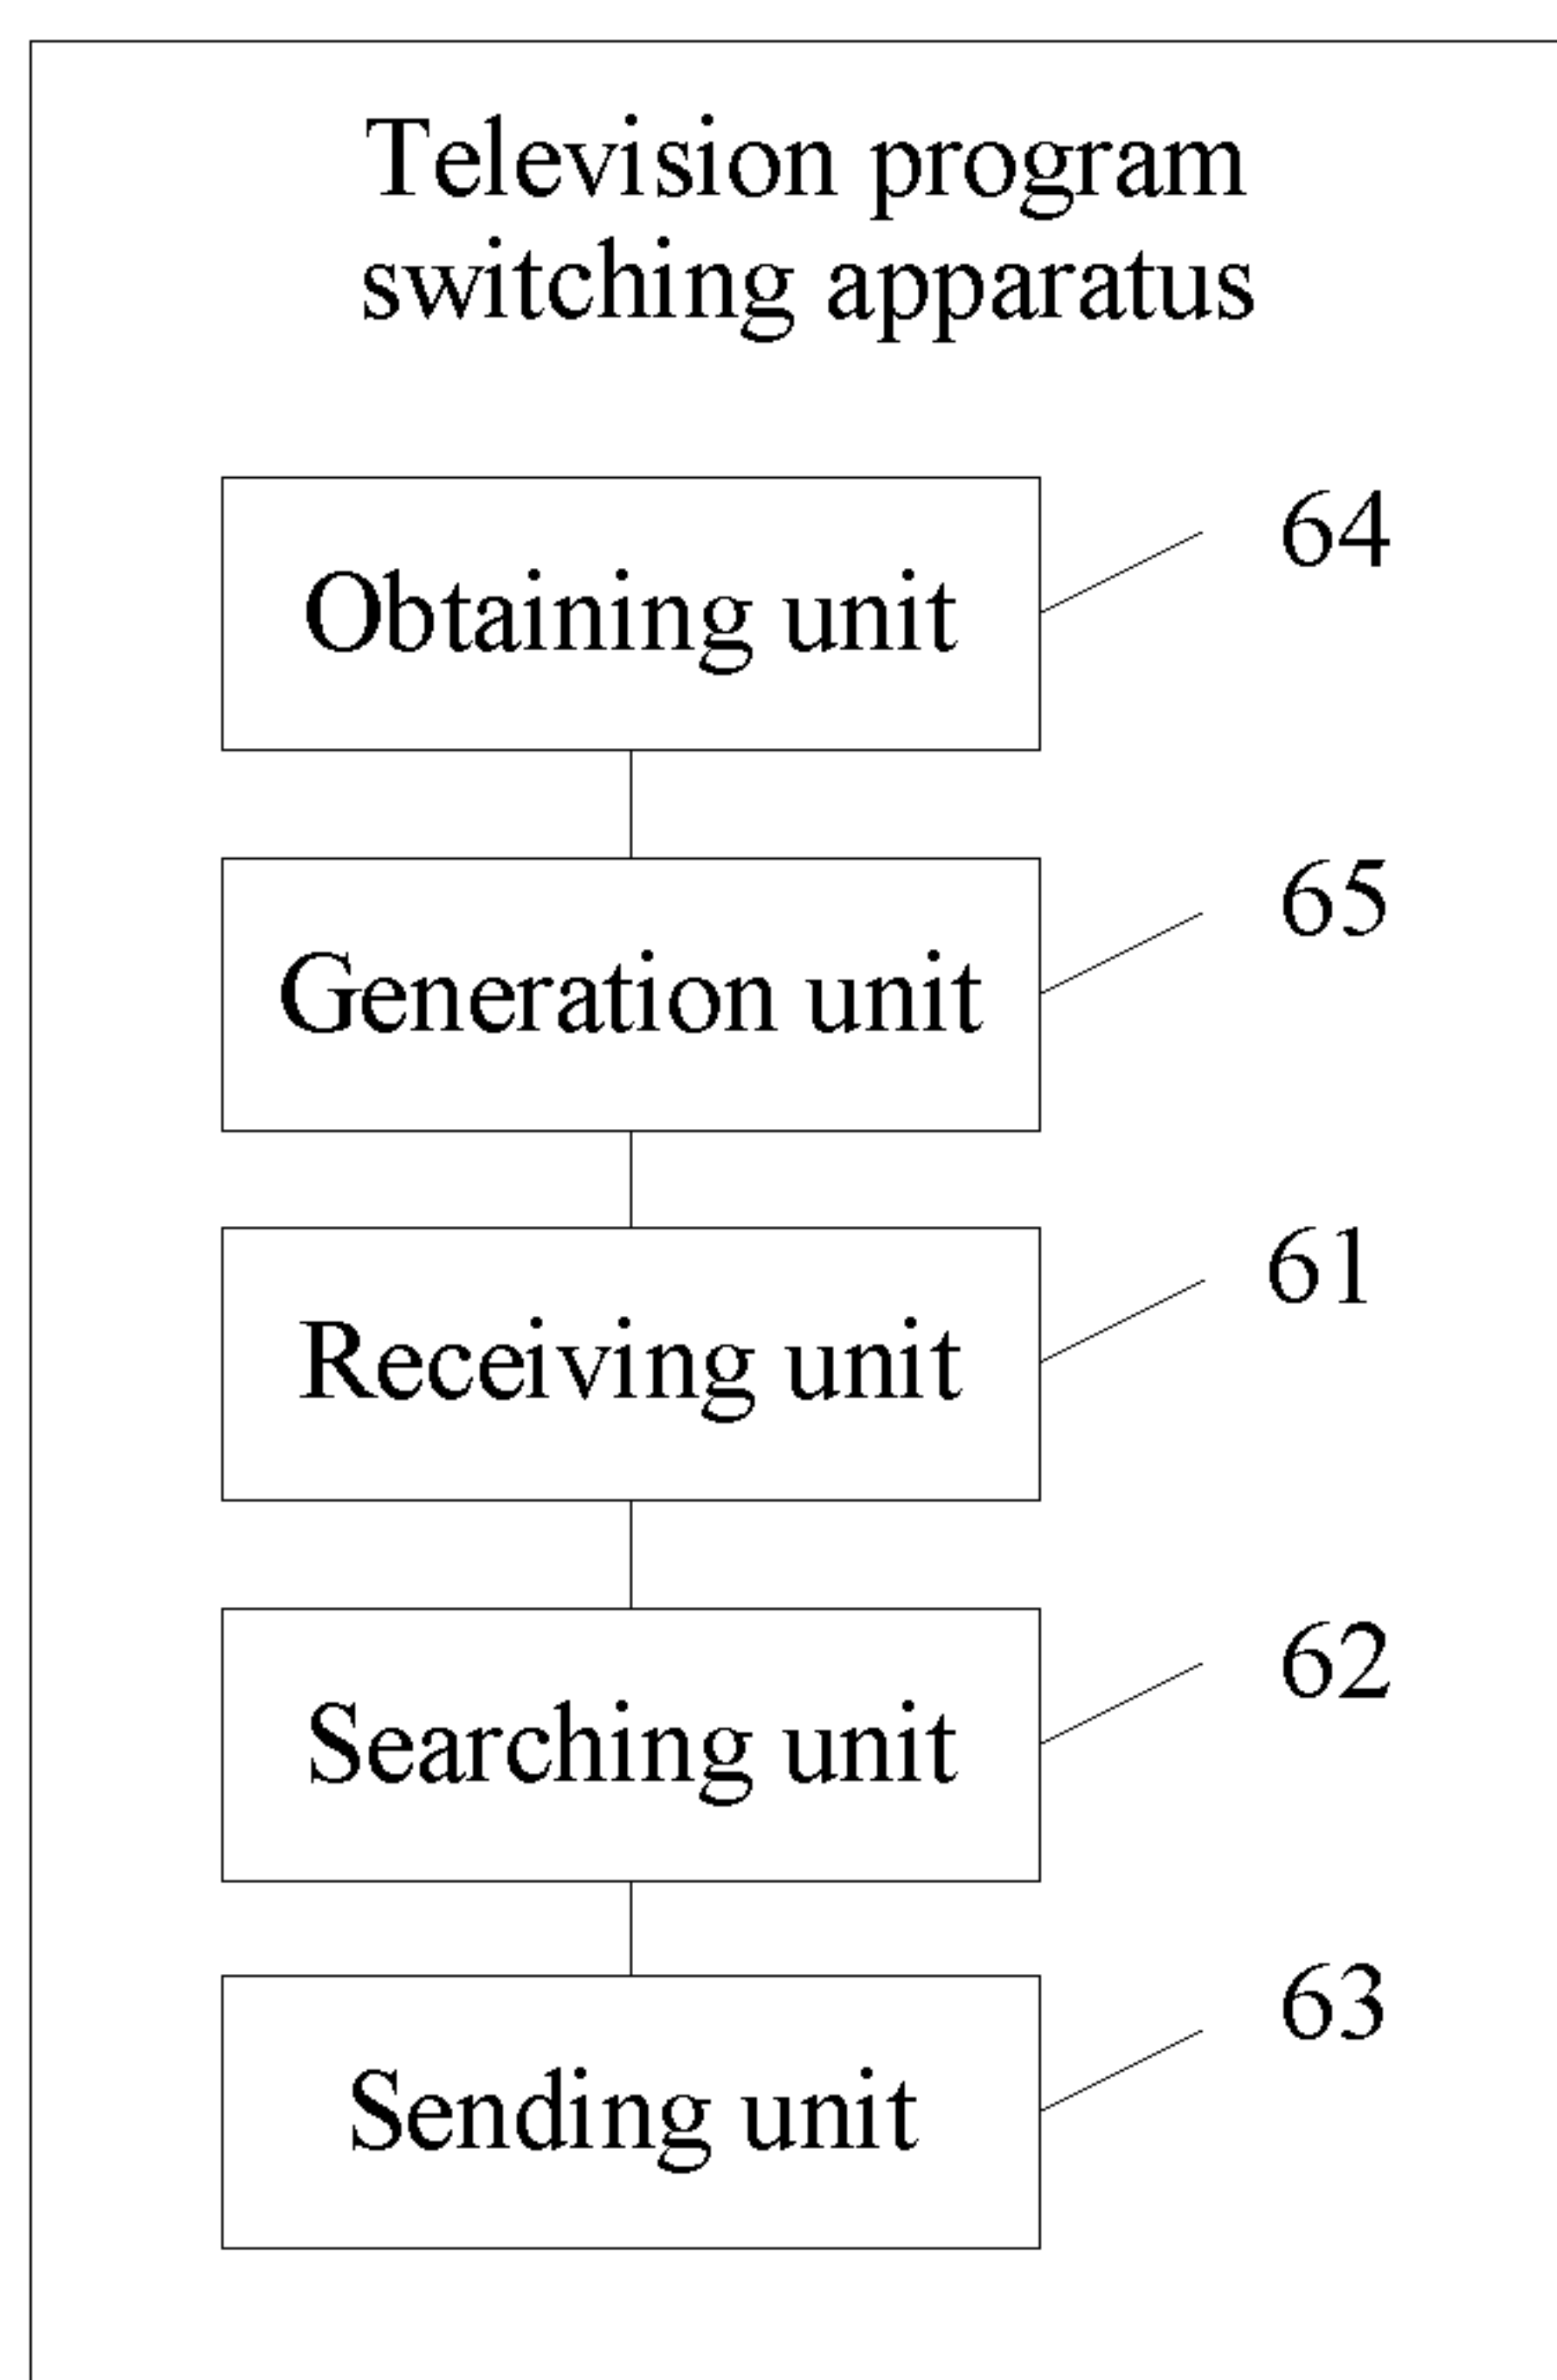 Television program
switching apparatus
Obtaining unit
64
Generation unit
65
Receiving unit
61
Searching unit
62
Sending unit
63